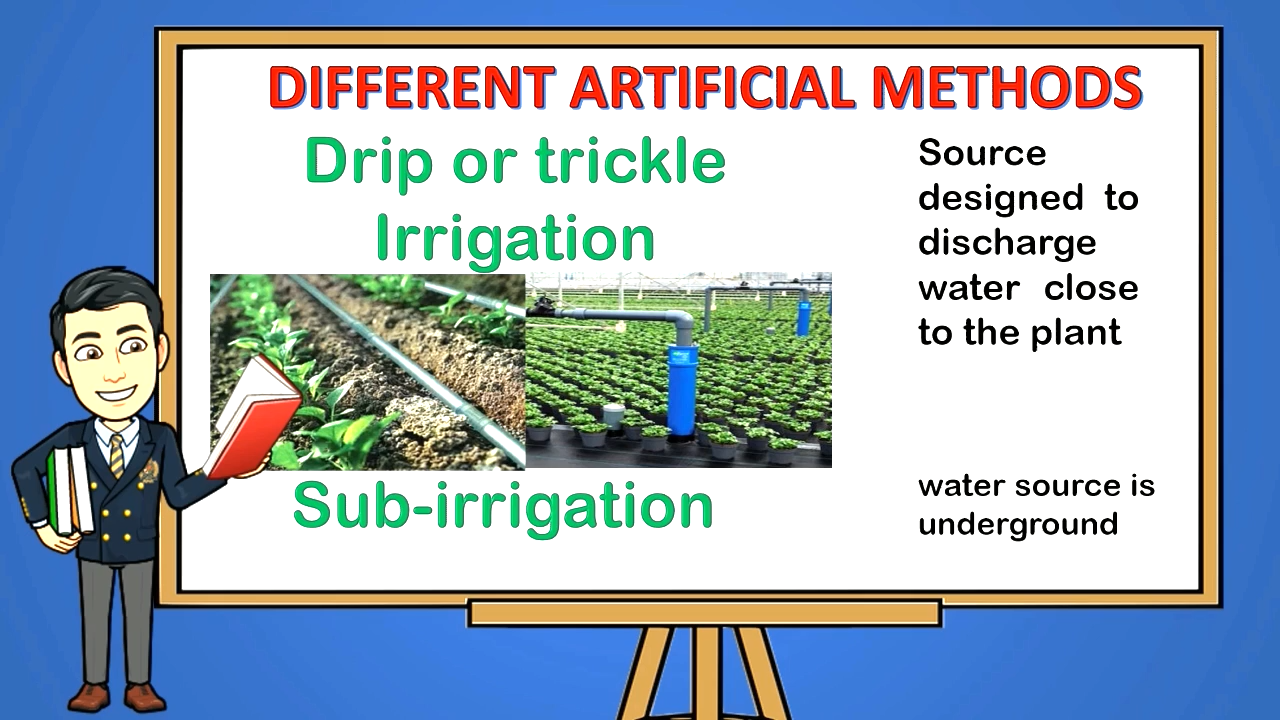 DIFFERENT ARTIFICIAL METHODS
Drip or trickle
Irrigation
Source
designed to
discharge
water close
to the plant
Sub-irrigation
water source is
underground